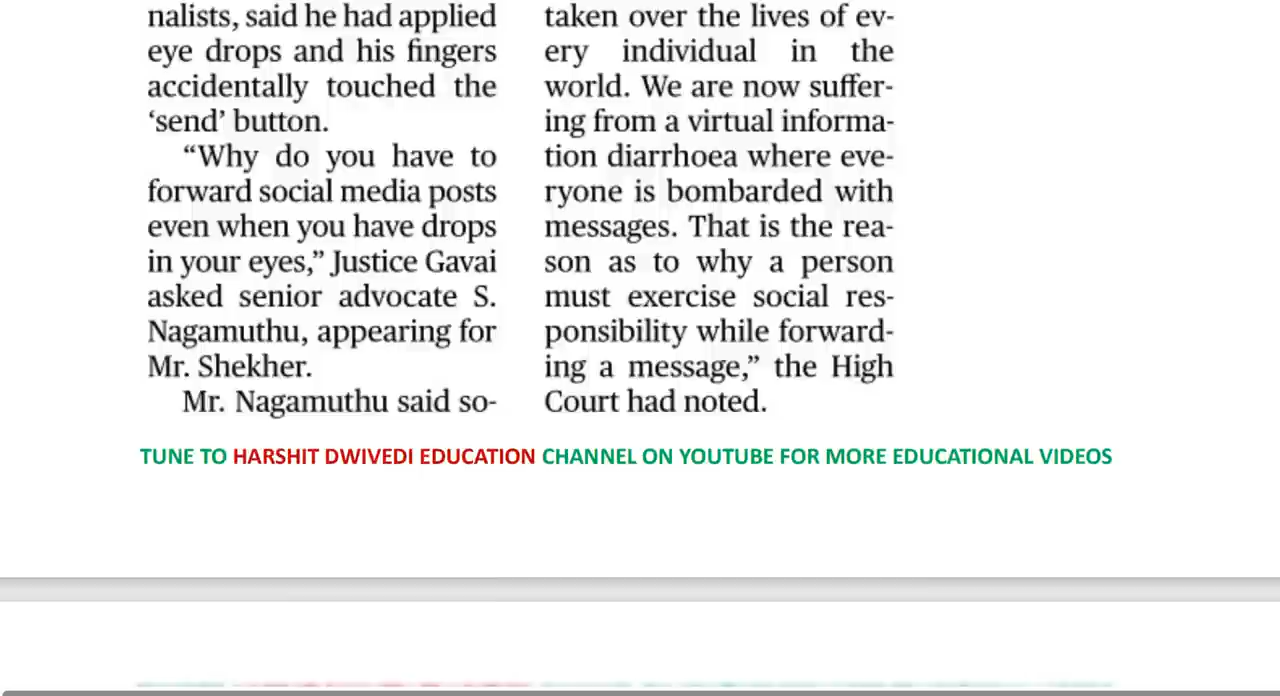 nalists, said he had applied
eye drops and his fingers
accidentally touched the
‘send’ button.
“Why do you have to
forward social media posts
even when you have drops
in your eyes,” Justice Gavai
asked senior advocate S.
Nagamuthu, appearing for
Mr. Shekher.
Mr. Nagamuthu said so-
taken over the lives of ev-
ery individual in the
world. We are now suffer-
ing from a virtual informa-
tion diarrhoea where eve-
ryone is bombarded with
messages. That is the rea-
son as to why a person
must exercise social res-
ponsibility while forward-
ing a message,” the High
Court had noted.
TUNE TO HARSHIT DWIVEDI EDUCATION CHANNEL ON YOUTUBE FOR MORE EDUCATIONAL VIDEOS